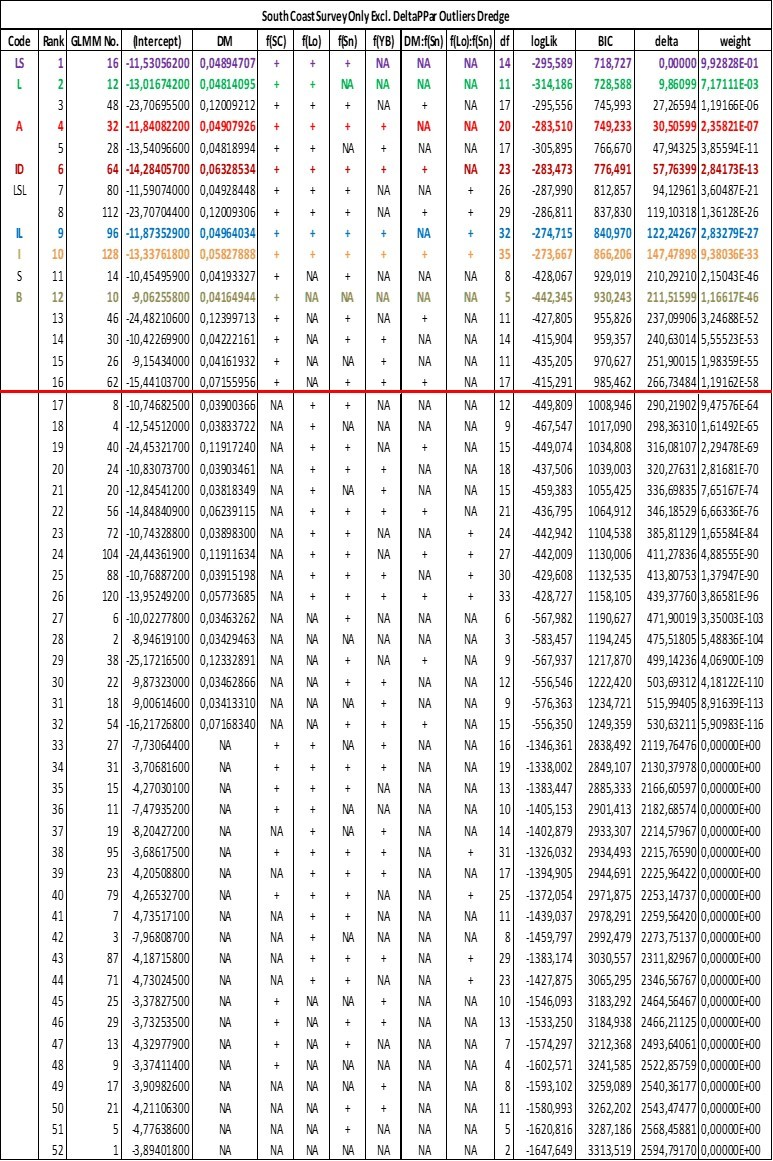 South Coast Survey Only Excl. DeltaPPar Outliers Dredge
Code Rank GLMM No. (Intercept) DM f(SC) f(Lo) f(Sn) f(YB) DM:f(Sn) f(Lo):f(Sn) df logLik BIC delta weight
LS 1 16 -11,53056200 0,04894707 + + + NA NA NA 14 -295,589 718,727 0,00000 9,92828E-01
L 2 12 -13,01674200 0,04814095 + + NA NA NA NA 11 -314,186 728,588 9,86099 7,17111E-03
3 48 -23,70695500 0,12009212 + + + NA + NA 17 -295,556 745,993 27,26594 1,19166E-06
A 4 32 -11,84082200 0,04907926 + + + + NA NA 20 -283,510 749,233 30,50599 2,35821E-07
5 28 -13,54096600 0,04818994 + + NA + NA NA 17 -305,895 766,670 47,94325 3,85594E-11
ID 6 64 -14,28405700 0,06328534 + + + + + NA 23 -283,473 776,491 57,76399 2,84173E-13
LSL 7 80 -11,59074000 0,04928448 + + + NA NA + 26 -287,990 812,857 94,12961 3,60487E-21
8 112 -23,70704400 0,12009306 + + + NA + + 29 -286,811 837,830 119,10318 1,36128E-26
IL 9 96 -11,87352900 0,04964034 + + + + NA + 32 -274,715 840,970 122,24267 2,83279E-27
I 10 128 -13,33761800 0,05827888 + + + + + + 35 -273,667 866,206 147,47898 9,38036E-33
S 11 14 -10,45495900 0,04193327 + NA + NA NA NA 8 -428,067 929,019 210,29210 2,15043E-46
B 12 10 -9,06255800 0,04164944 + NA NA NA NA NA 5 -442,345 930,243 211,51599 1,16617E-46
13 46 -24,48210600 0,12399713 + NA + NA + NA 11 -427,805 955,826 237,09906 3,24688E-52
14 30 -10,42269900 0,04222161 + NA + + NA NA 14 -415,904 959,357 240,63014 5,55523E-53
15 26 -9,15434000 0,04161932 + NA NA + NA NA 11 -435,205 970,627 251,90015 1,98359E-55
16 62 -15,44103700 0,07155956 + NA + + + NA 17 -415,291 985,462 266,73484 1,19162E-58
17 8 -10,74682500 0,03900366 NA + + NA NA NA 12 -449,809 1008,946 290,21902 9,47576E-64
18 4 -12,54512000 0,03833722 NA + NA NA NA NA 9 -467,547 1017,090 298,36310 1,61492E-65
19 40 -24,45321700 0,11917240 NA + + NA + NA 15 -449,074 1034,808 316,08107 2,29478E-69
20 24 -10,83073700 0,03903461 NA + + + NA NA 18 -437,506 1039,003 320,27631 2,81681E-70
21 20 -12,84541200 0,03818349 NA + NA + NA NA 15 -459,383 1055,425 336,69835 7,65167E-74
22 56 -14,84840900 0,06239115 NA + + + + NA 21 -436,795 1064,912 346,18529 6,66336E-76
23 72 -10,74328800 0,03898300 NA + + NA NA + 24 -442,942 1104,538 385,81129 1,65584E-84
24 104 -24,44361900 0,11911634 NA + + NA + + 27 -442,009 1130,006 411,27836 4,88555E-90
25 88 -10,76887200 0,03915198 NA + + + NA + 30 -429,608 1132,535 413,80753 1,37947E-90
26 120 -13,95249200 0,05773685 NA + + + + + 33 -428,727 1158,105 439,37760 3,86581E-96
27 6 -10,02277800 0,03463262 NA NA + NA NA NA 6 -567,982 1190,627 471,90019 3,35003E-103
28 2 -8,94619100 0,03429463 NA NA NA NA NA NA 3 -583,457 1194,245 475,51805 5,48836E-104
29 38 -25,17216500 0,12332891 NA NA + NA + NA 9 -567,937 1217,870 499,14236 4,06900E-109
30 22 -9,87323000 0,03462866 NA NA + + NA NA 12 -556,546 1222,420 503,69312 4,18122E-110
31 18 -9,00614600 0,03413310 NA NA NA + NA NA 9 -576,363 1234,721 515,99405 8,91639E-113
32 54 -16,21726800 0,07168340 NA NA + + + NA 15 -556,350 1249,359 530,63211 5,90983E-116
33 27 -7,73064400 NA + + NA + NA NA 16 -1346,361 2838,492 2119,76476 0,00000E+00
34 31 -3,70681600 NA + + + + NA NA 19 -1338,002 2849,107 2130,37978 0,00000E+00
35 15 -4,27030100 NA + + + NA NA NA 13 -1383,447 2885,333 2166,60597 0,00000E+00
36 11 -7,47935200 NA + + NA NA NA NA 10 -1405,153 2901,413 2182,68574 0,00000E+00
37 19 -8,20427200 NA NA + NA + NA NA 14 -1402,879 2933,307 2214,57967 0,00000E+00
38 95 -3,68617500 NA + + + + NA + 31 -1326,032 2934,493 2215,76590 0,00000E+00
39 23 -4,20508800 NA NA + + + NA NA 17 -1394,905 2944,691 2225,96422 0,00000E+00
40 79 -4,26532700 NA + + + NA NA + 25 -1372,054 2971,875 2253,14737 0,00000E+00
41 7 -4,73517100 NA NA + + NA NA NA 11 -1439,037 2978,291 2259,56420 0,00000E+00
42 3 -7,96808700 NA NA + NA NA NA NA 8 -1459,797 2992,479 2273,75137 0,00000E+00
43 87 -4,18715800 NA NA + + + NA + 29 -1383,174 3030,557 2311,82967 0,00000E+00
44 71 -4,73024500 NA NA + + NA NA + 23 -1427,875 3065,295 2346,56767 0,00000E+00
45 25 -3,37827500 NA + NA NA + NA NA 10 -1546,093 3183,292 2464,56467 0,00000E+00
46 29 -3,73253500 NA + NA + + NA NA 13 -1533,250 3184,938 2466,21125 0,00000E+00
47 13 -4,32977900 NA + NA + NA NA NA 7 -1574,297 3212,368 2493,64061 0,00000E+00
48 9 -3,37411400 NA + NA NA NA NA NA 4 -1602,571 3241,585 2522,85759 0,00000E+00
49 17 -3,90982600 NA NA NA NA + NA NA 8 -1593,102 3259,089 2540,36177 0,00000E+00
50 21 -4,21106300 NA NA NA + + NA NA 11 -1580,993 3262,202 2543,47477 0,00000E+00
51 5 -4,77638600 NA NA NA + NA NA NA 5 -1620,816 3287,186 2568,45881 0,00000E+00
52 1 -3,89401800 NA NA NA NA NA NA NA 2 -1647,649 3313,519 2594,79170 0,00000E+00